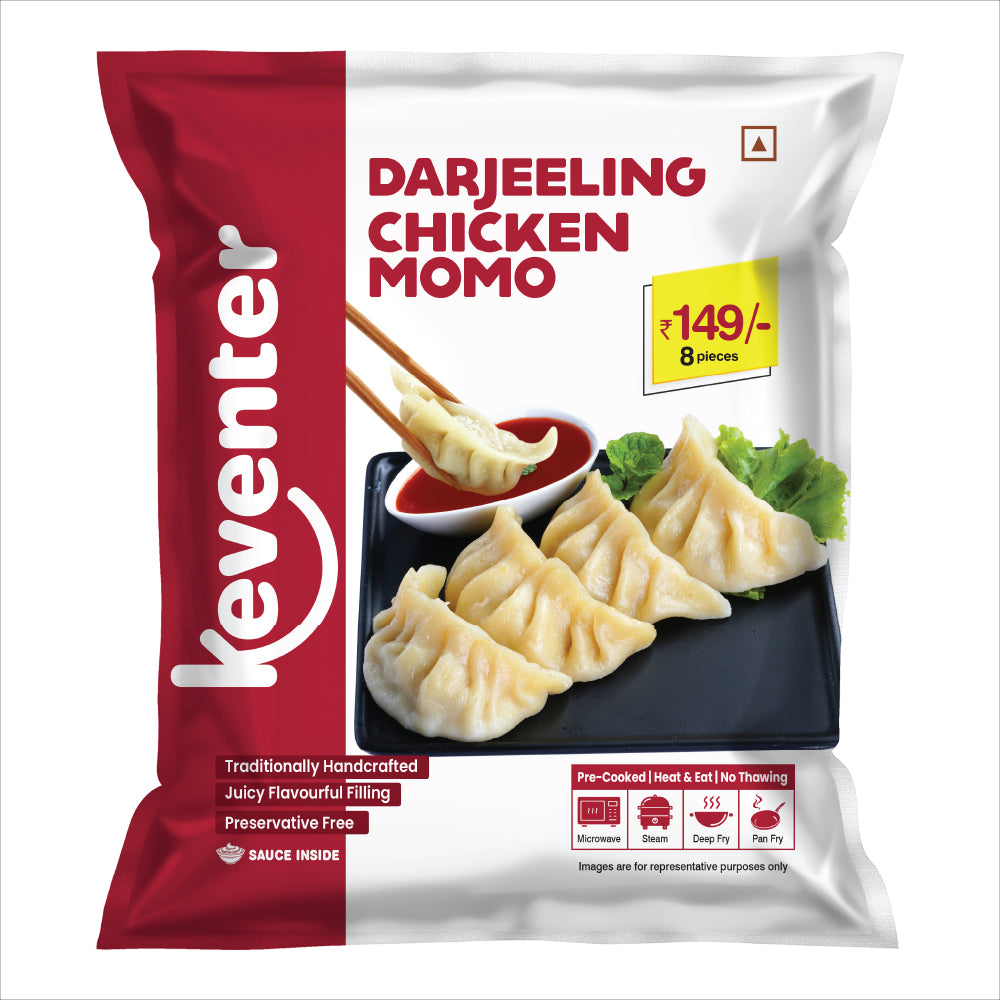 keventer
DARJEELING
CHICKEN
MOMO
₹149/-
8 pieces
Traditionally Handcrafted
Juicy Flavourful Filling
Preservative Free
SAUCE INSIDE
Pre-Cooked | Heat & Eat | No Thawing
Microwave Steam Deep Fry Pan Fry
Images are for representative purposes only